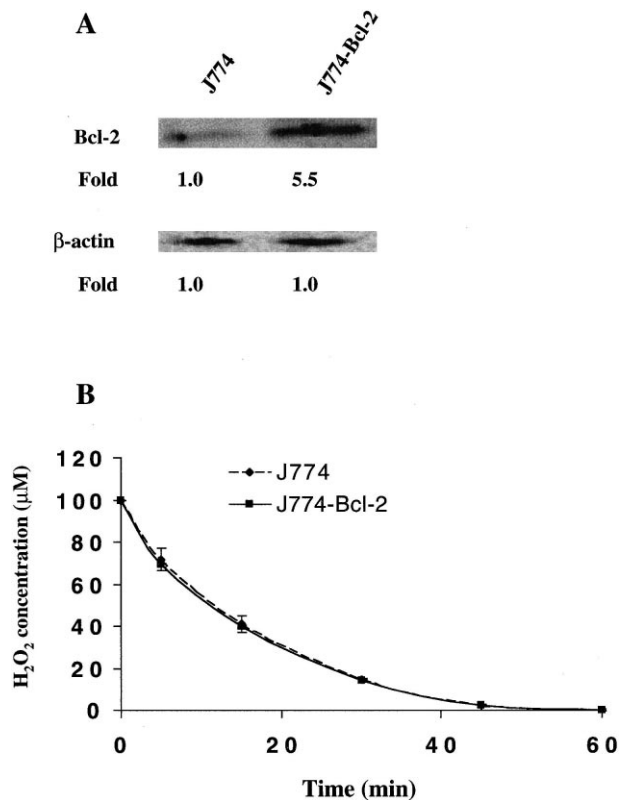 A
J774
J774-Bcl-2
Bcl-2
Fold 1.0 5.5
β-actin
Fold 1.0 1.0
B
120
100
80
60
40
20
0
H₂O₂ concentration (μM)
J774
J774-Bcl-2
0 20 40 60
Time (min)